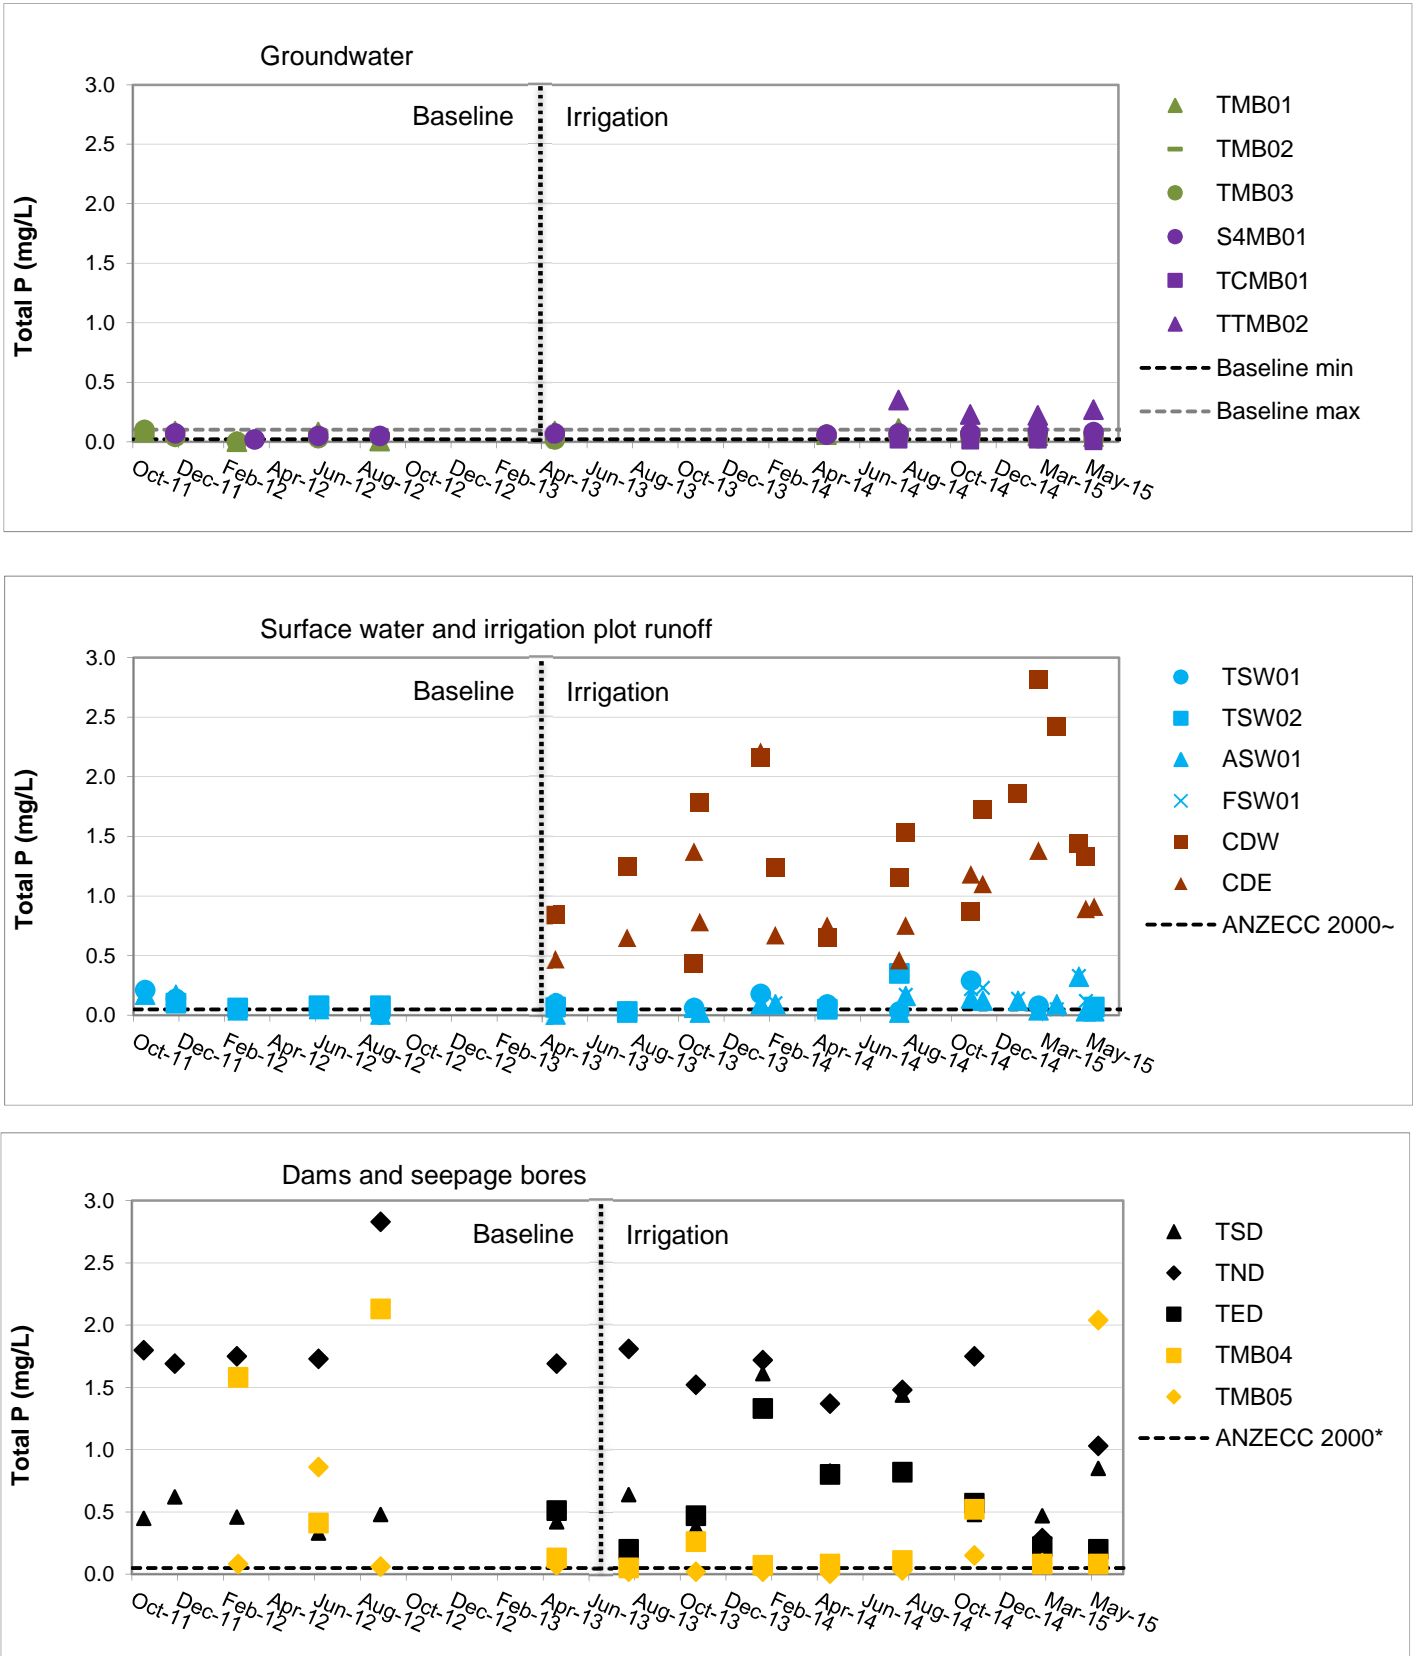 Groundwater
3.0
2.5
2.0
1.5
1.0
0.5
0.0
Total P (mg/L)
Baseline
Irrigation
Oct-11
Dec-11
Feb-12
Apr-12
Jun-12
Aug-12
Oct-12
Dec-12
Feb-13
Apr-13
Jun-13
Aug-13
Oct-13
Dec-13
Feb-14
Apr-14
Jun-14
Aug-14
Oct-14
Dec-14
Mar-15
May-15
TMB01
TMB02
TMB03
S4MB01
TCMB01
TTMB02
Baseline min
Baseline max
Surface water and irrigation plot runoff
3.0
2.5
2.0
1.5
1.0
0.5
0.0
Total P (mg/L)
Baseline
Irrigation
Oct-11
Dec-11
Feb-12
Apr-12
Jun-12
Aug-12
Oct-12
Dec-12
Feb-13
Apr-13
Jun-13
Aug-13
Oct-13
Dec-13
Feb-14
Apr-14
Jun-14
Aug-14
Oct-14
Dec-14
Mar-15
May-15
TSW01
TSW02
ASW01
FSW01
CDW
CDE
ANZECC 2000~
Dams and seepage bores
3.0
2.5
2.0
1.5
1.0
0.5
0.0
Total P (mg/L)
Baseline
Irrigation
Oct-11
Dec-11
Feb-12
Apr-12
Jun-12
Aug-12
Oct-12
Dec-12
Feb-13
Apr-13
Jun-13
Aug-13
Oct-13
Dec-13
Feb-14
Apr-14
Jun-14
Aug-14
Oct-14
Dec-14
Mar-15
May-15
TSD
TND
TED
TMB04
TMB05
ANZECC 2000*